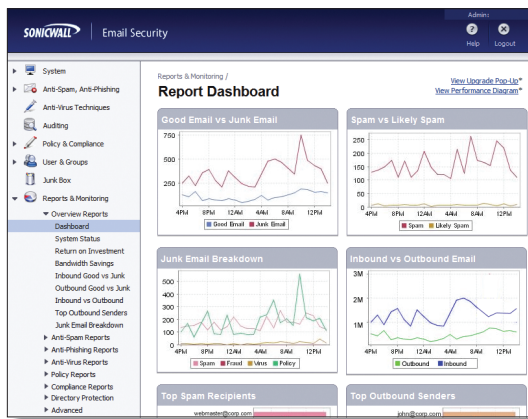 Admin:
SONICWALL
Email Security
Help
Logout
System
Anti-Spam, Anti-Phishing
Anti-Virus Techniques
Auditing
Policy & Compliance
User & Groups
Junk Box
Reports & Monitoring
Overview Reports
Dashboard
System Status
Return on Investment
Bandwidth Savings
Inbound Good vs Junk
Outbound Good vs Junk
Inbound vs Outbound
Top Outbound Senders
Junk Email Breakdown
Anti-Spam Reports
Anti-Phishing Reports
Anti-Virus Reports
Policy Reports
Compliance Reports
Directory Protection
Advanced
Reports & Monitoring /
Report Dashboard
View Upgrade Pop-Up*
View Performance Diagram*
Good Email vs Junk Email
750
500
250
4PM 8PM 12AM 4AM 8AM 12PM
Good Email Junk Email
Spam vs Likely Spam
250
200
150
100
50
0
4PM 8PM 12AM 4AM 8AM 12PM
Spam Likely Spam
Junk Email Breakdown
500
400
300
200
100
0
4PM 8PM 12AM 4AM 8AM 12PM
Spam Fraud Virus Policy
Inbound vs Outbound Email
3M
2M
1M
4PM 8PM 12AM 4AM 8AM 12PM
Outbound Inbound
Top Spam Recipients
webmaster@corp.com
Top Outbound Senders
john@corp.com